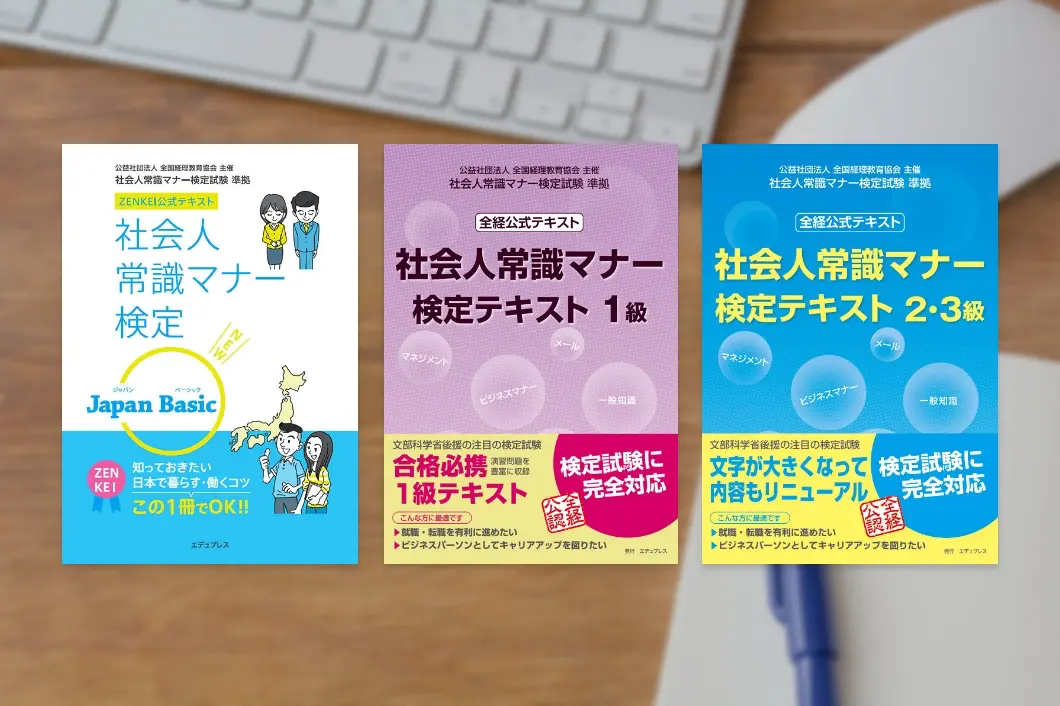 公益社団法人 全国経理教育協会 主催
社会人常識マナー検定試験 準拠
ZENKEI公式テキスト
社会人
常識マナー
検定
NEW
ジャパン ベーシック
Japan Basic
ZEN
KEI
知っておきたい
日本で暮らす・働くコツ
この1冊でOK!!
エデュプレス
公益社団法人 全国経理教育協会 主催
社会人常識マナー検定試験 準拠
全経公式テキスト
社会人常識マナー
検定テキスト 1級
メール
マネジメント
ビジネスマナー
一般知識
文部科学省後援の注目の検定試験
合格必携
演習問題を
豊富に収録
1級テキスト
検定試験に
完全対応
全経
公認
こんな方に最適です
▶就職・転職を有利に進めたい
▶ビジネスパーソンとしてキャリアアップを図りたい
発行 エデュプレス
公益社団法人 全国経理教育協会 主催
社会人常識マナー検定試験 準拠
全経公式テキスト
社会人常識マナー
検定テキスト 2・3級
メール
マネジメント
ビジネスマナー
一般知識
文部科学省後援の注目の検定試験
文字が大きくなって
内容もリニューアル
検定試験に
完全対応
全経
公認
こんな方に最適です
▶就職・転職を有利に進めたい
▶ビジネスパーソンとしてキャリアアップを図りたい
発行 エデュプレス